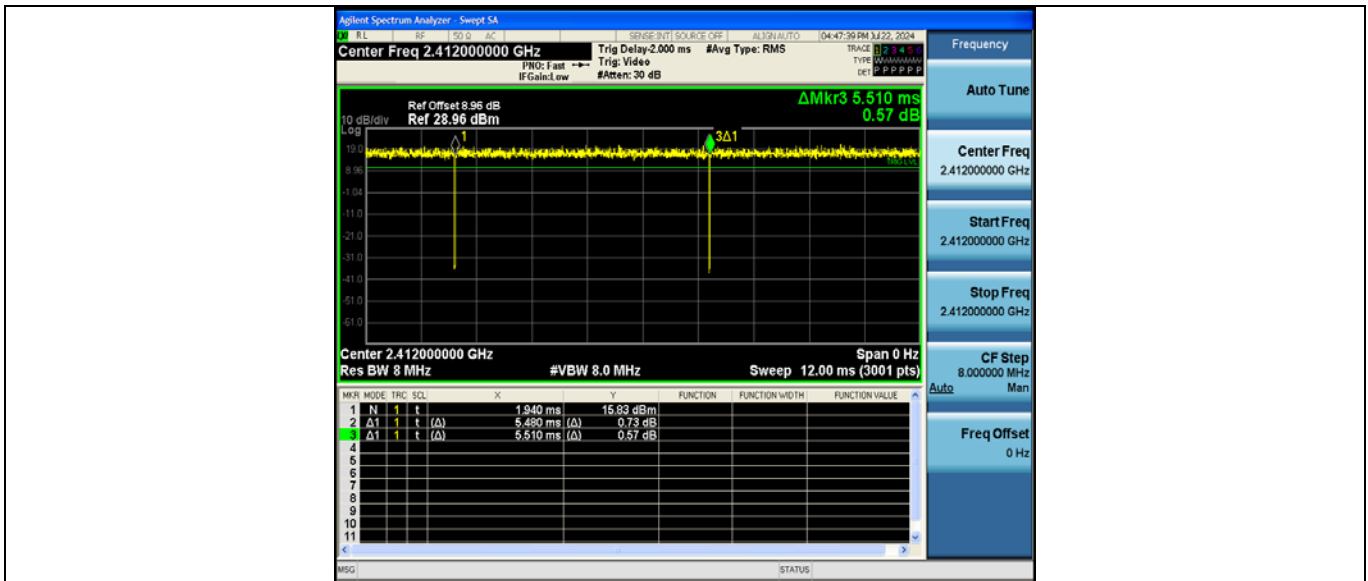 Agilent Spectrum Analyzer - Swept SA
RL RF 50 Ω AC SENSE:INT SOURCE OFF ALIGN AUTO 04:47:39 PM Jul 22, 2024
Center Freq 2.412000000 GHz
PNO: Fast
IFGain:Low
Trig Delay-2.000 ms #Avg Type: RMS
Trig: Video
#Atten: 30 dB
TRACE 1 2 3 4 5 6
TYPE WWWWWW
DET P P P P P P
ΔMkr3 5.510 ms
0.57 dB
Ref Offset 8.96 dB
10 dB/div Ref 28.96 dBm
Log
1
3Δ1
19.0
8.96
TRIG LVL
-1.04
-11.0
-21.0
-31.0
-41.0
-51.0
-61.0
Center 2.412000000 GHz Span 0 Hz
Res BW 8 MHz #VBW 8.0 MHz Sweep 12.00 ms (3001 pts)
MKR MODE TRC SCL X Y FUNCTION FUNCTION WIDTH FUNCTION VALUE
1 N 1 t 1.940 ms 15.83 dBm
2 Δ1 1 t (Δ) 5.480 ms (Δ) 0.73 dB
3 Δ1 1 t (Δ) 5.510 ms (Δ) 0.57 dB
4
5
6
7
8
9
10
11
MSG STATUS
Frequency
Auto Tune
Center Freq
2.412000000 GHz
Start Freq
2.412000000 GHz
Stop Freq
2.412000000 GHz
CF Step
8.000000 MHz
Auto Man
Freq Offset
0 Hz